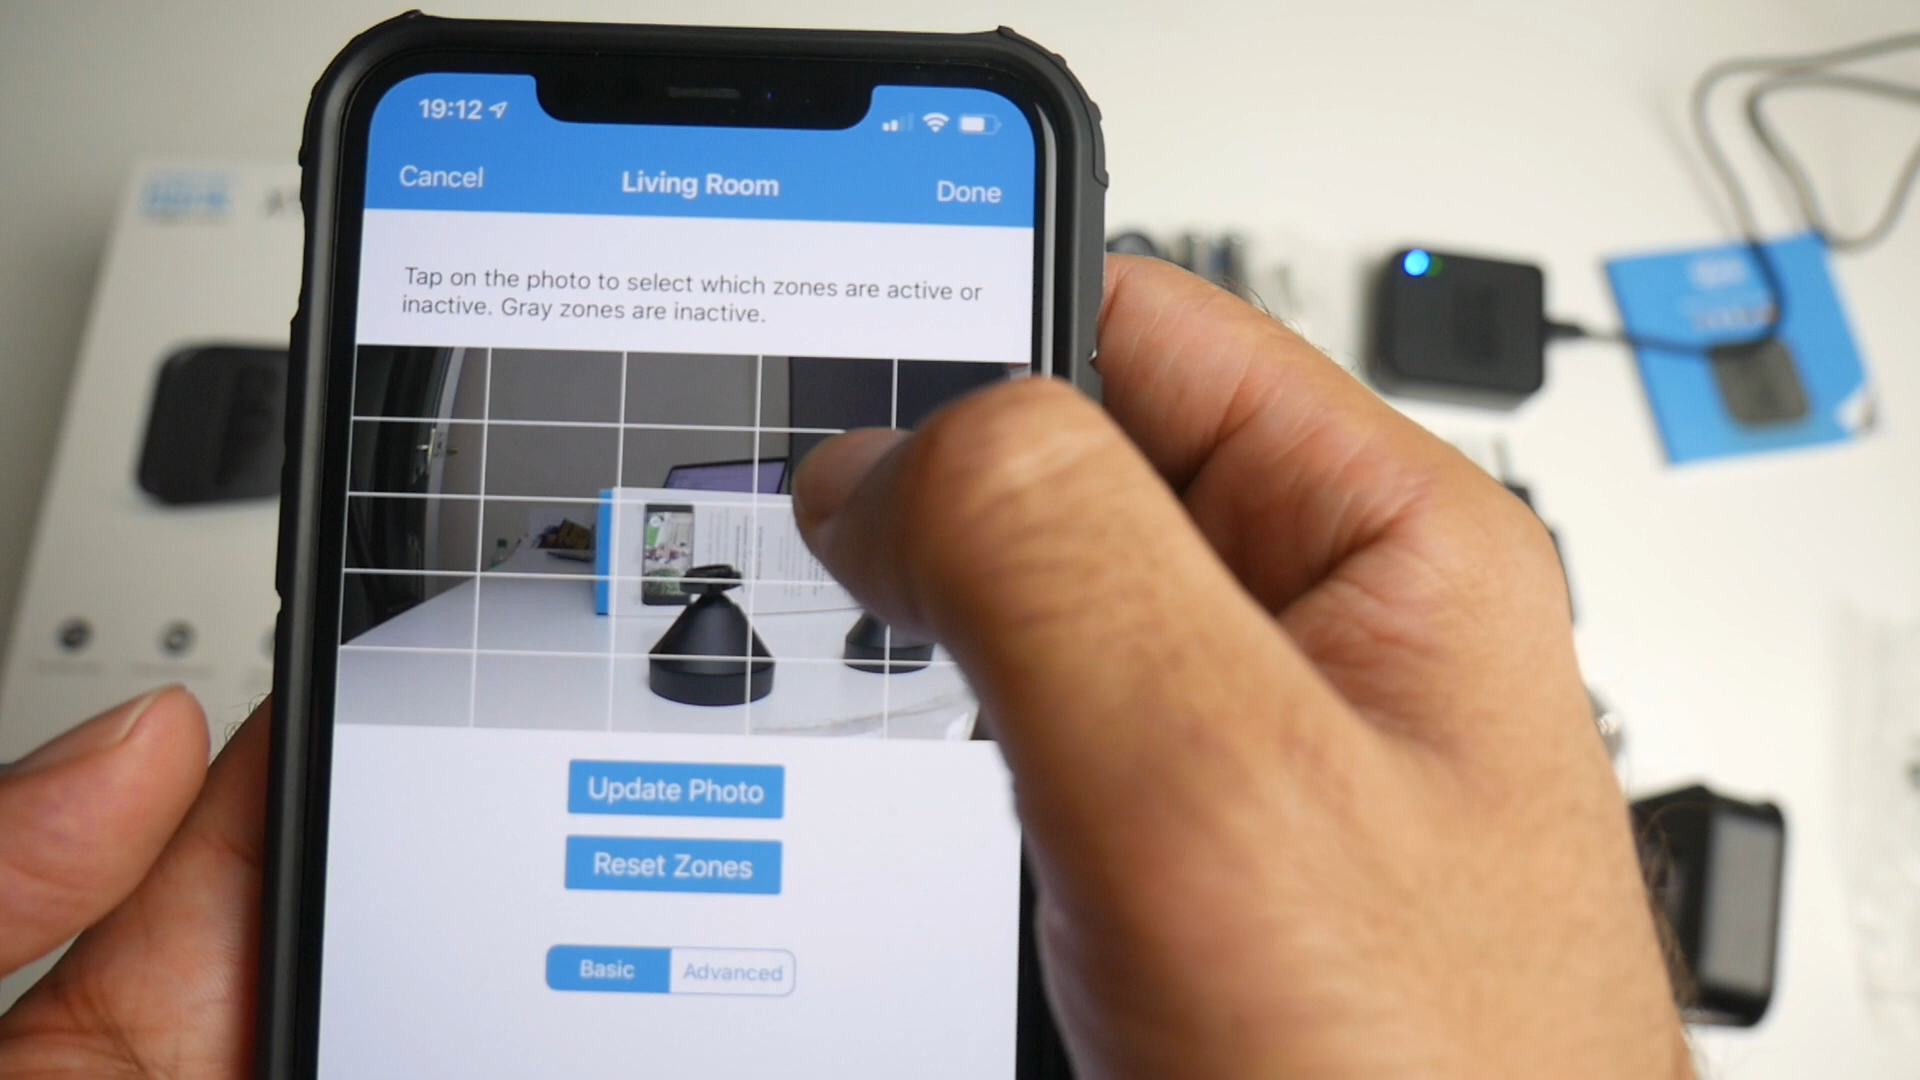 19:12
Cancel
Living Room
Done
Tap on the photo to select which zones are active or
inactive. Gray zones are inactive.
Update Photo
Reset Zones
Basic
Advanced